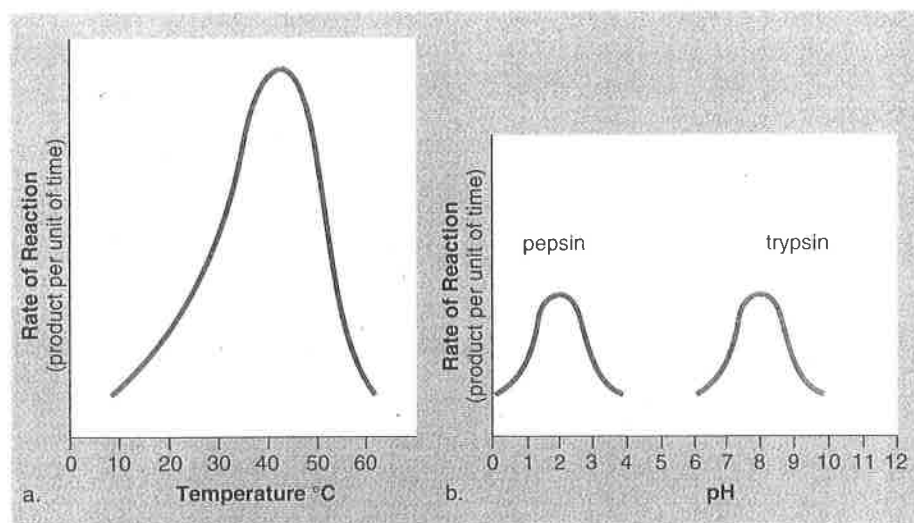 Rate of Reaction
(product per unit of time)
0 10 20 30 40 50 60
Temperature °C
a.
Rate of Reaction
(product per unit of time)
pepsin
trypsin
0 1 2 3 4 5 6 7 8 9 10 11 12
pH
b.